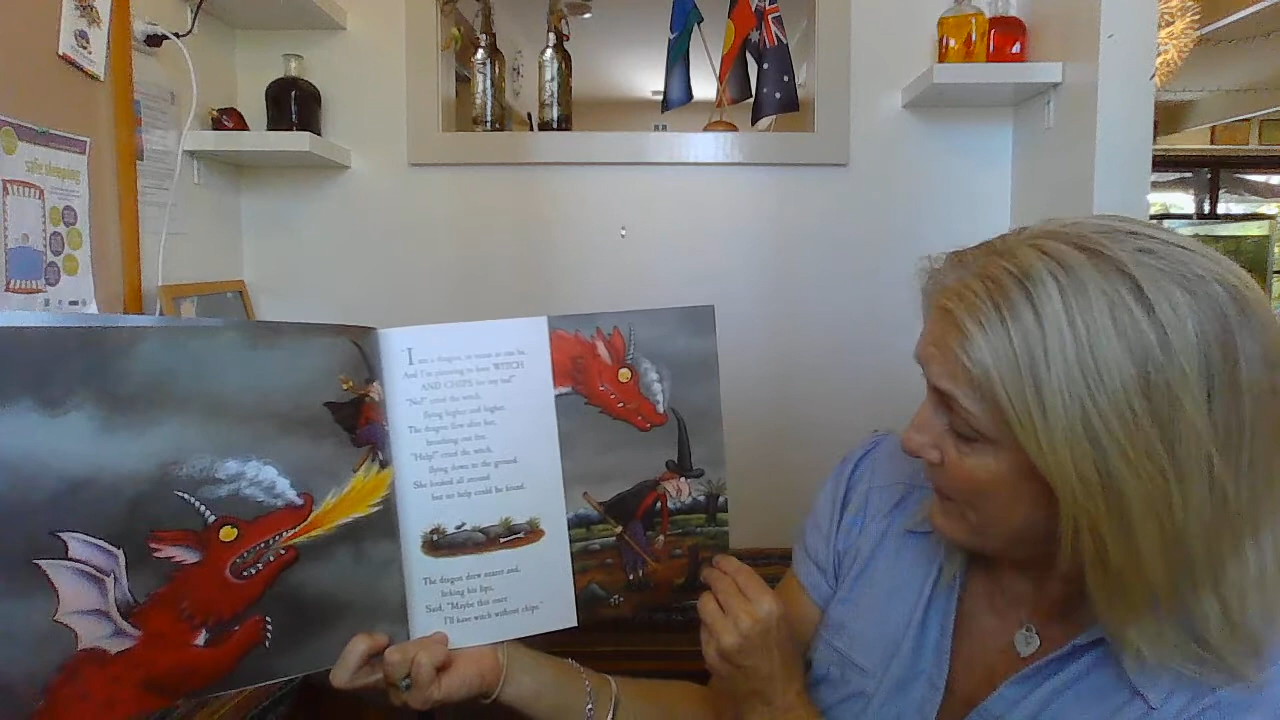 safe sleeping
"I am a dragon, as mean as can be,
And I'm planning to have WITCH
AND CHIPS for my tea!"
"No!" cried the witch,
flying higher and higher.
The dragon flew after her,
breathing out fire.
"Help!" cried the witch,
flying down to the ground.
She looked all around
but no help could be found.
The dragon drew nearer and,
licking his lips,
Said, "Maybe this once
I'll have witch without chips."